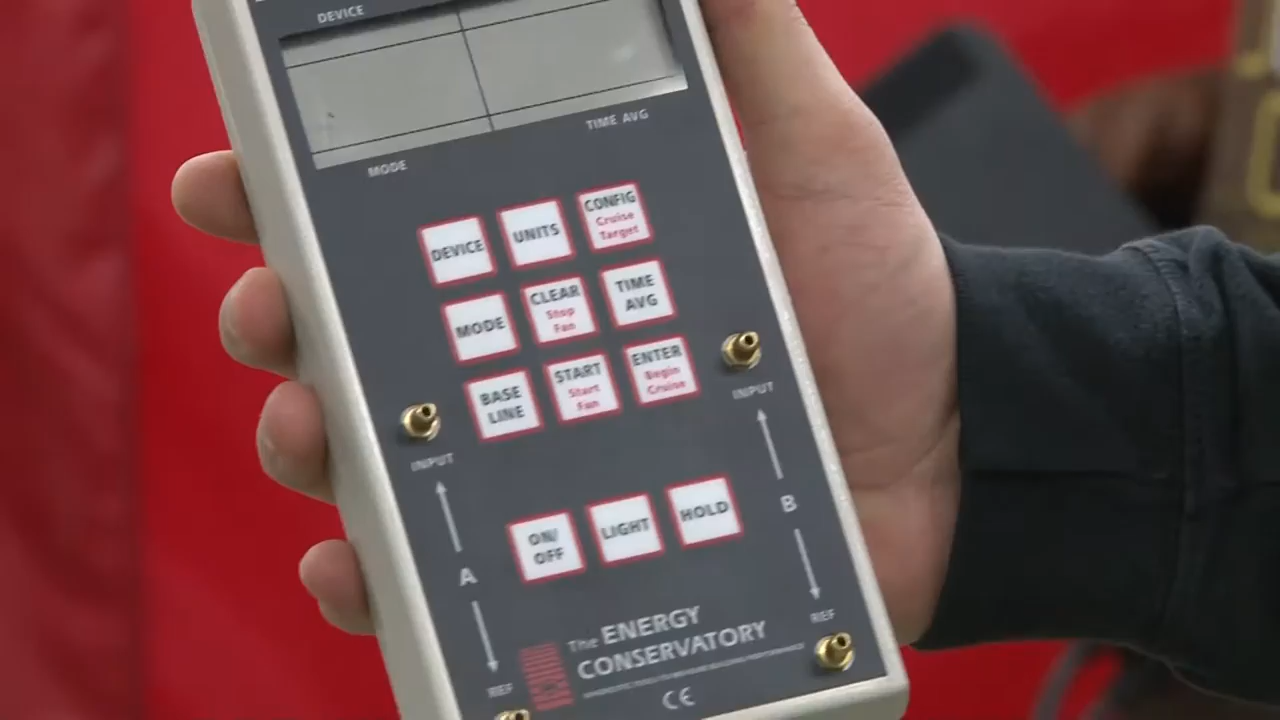 DEVICE
MODE
TIME AVG
DEVICE
UNITS
CONFIG
Cruise
Target
MODE
CLEAR
Stop
Fan
TIME
AVG
BASE
LINE
START
Start
Fan
ENTER
Begin
Cruise
INPUT
INPUT
A
B
ON/
OFF
LIGHT
HOLD
REF
REF
The ENERGY
CONSERVATORY
CE